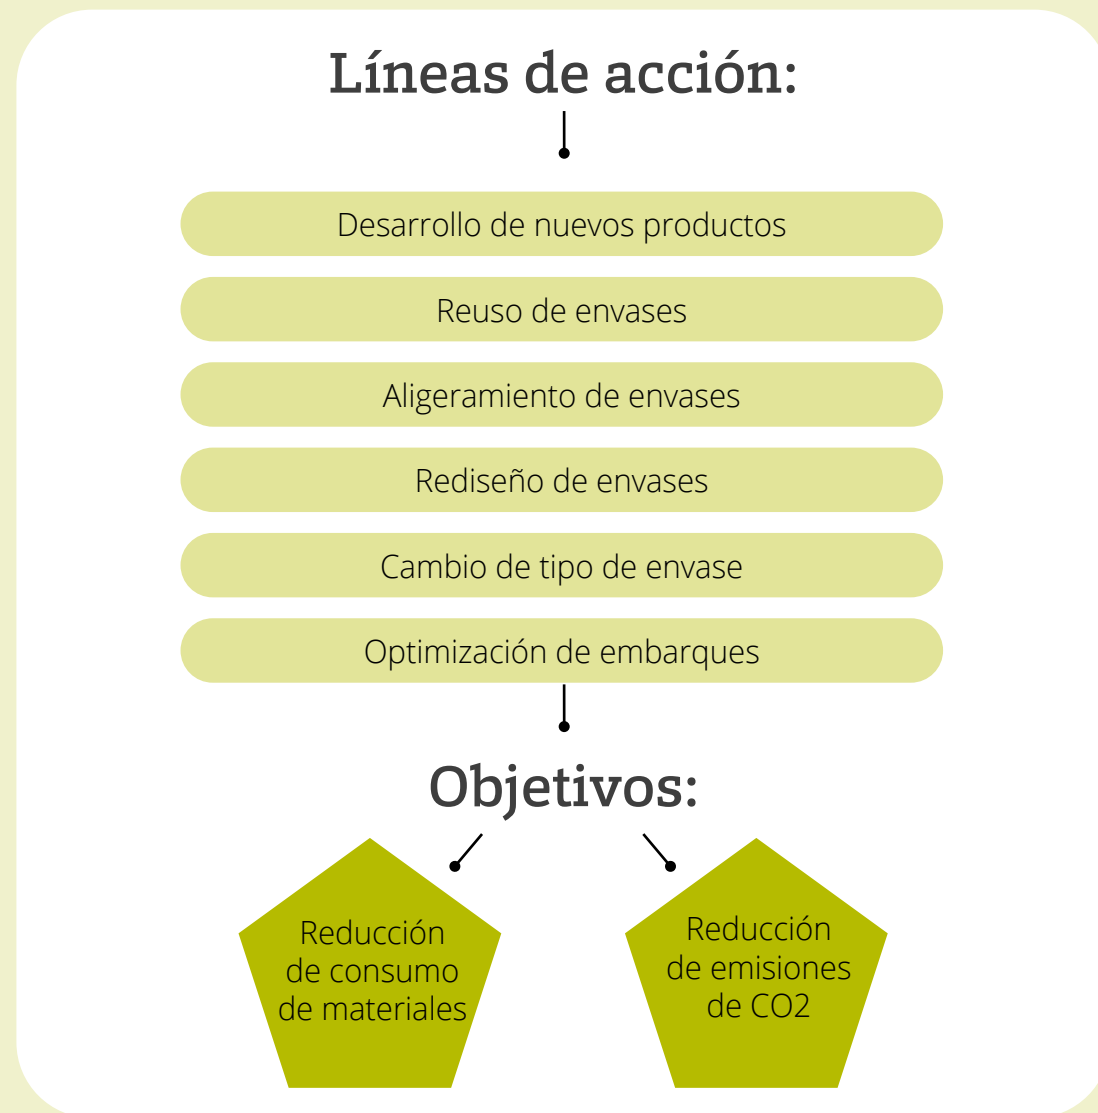 Líneas de acción:
Desarrollo de nuevos productos
Reuso de envases
Aligeramiento de envases
Rediseño de envases
Cambio de tipo de envase
Optimización de embarques
Objetivos:
Reducción
de consumo
de materiales
Reducción
de emisiones
de CO2